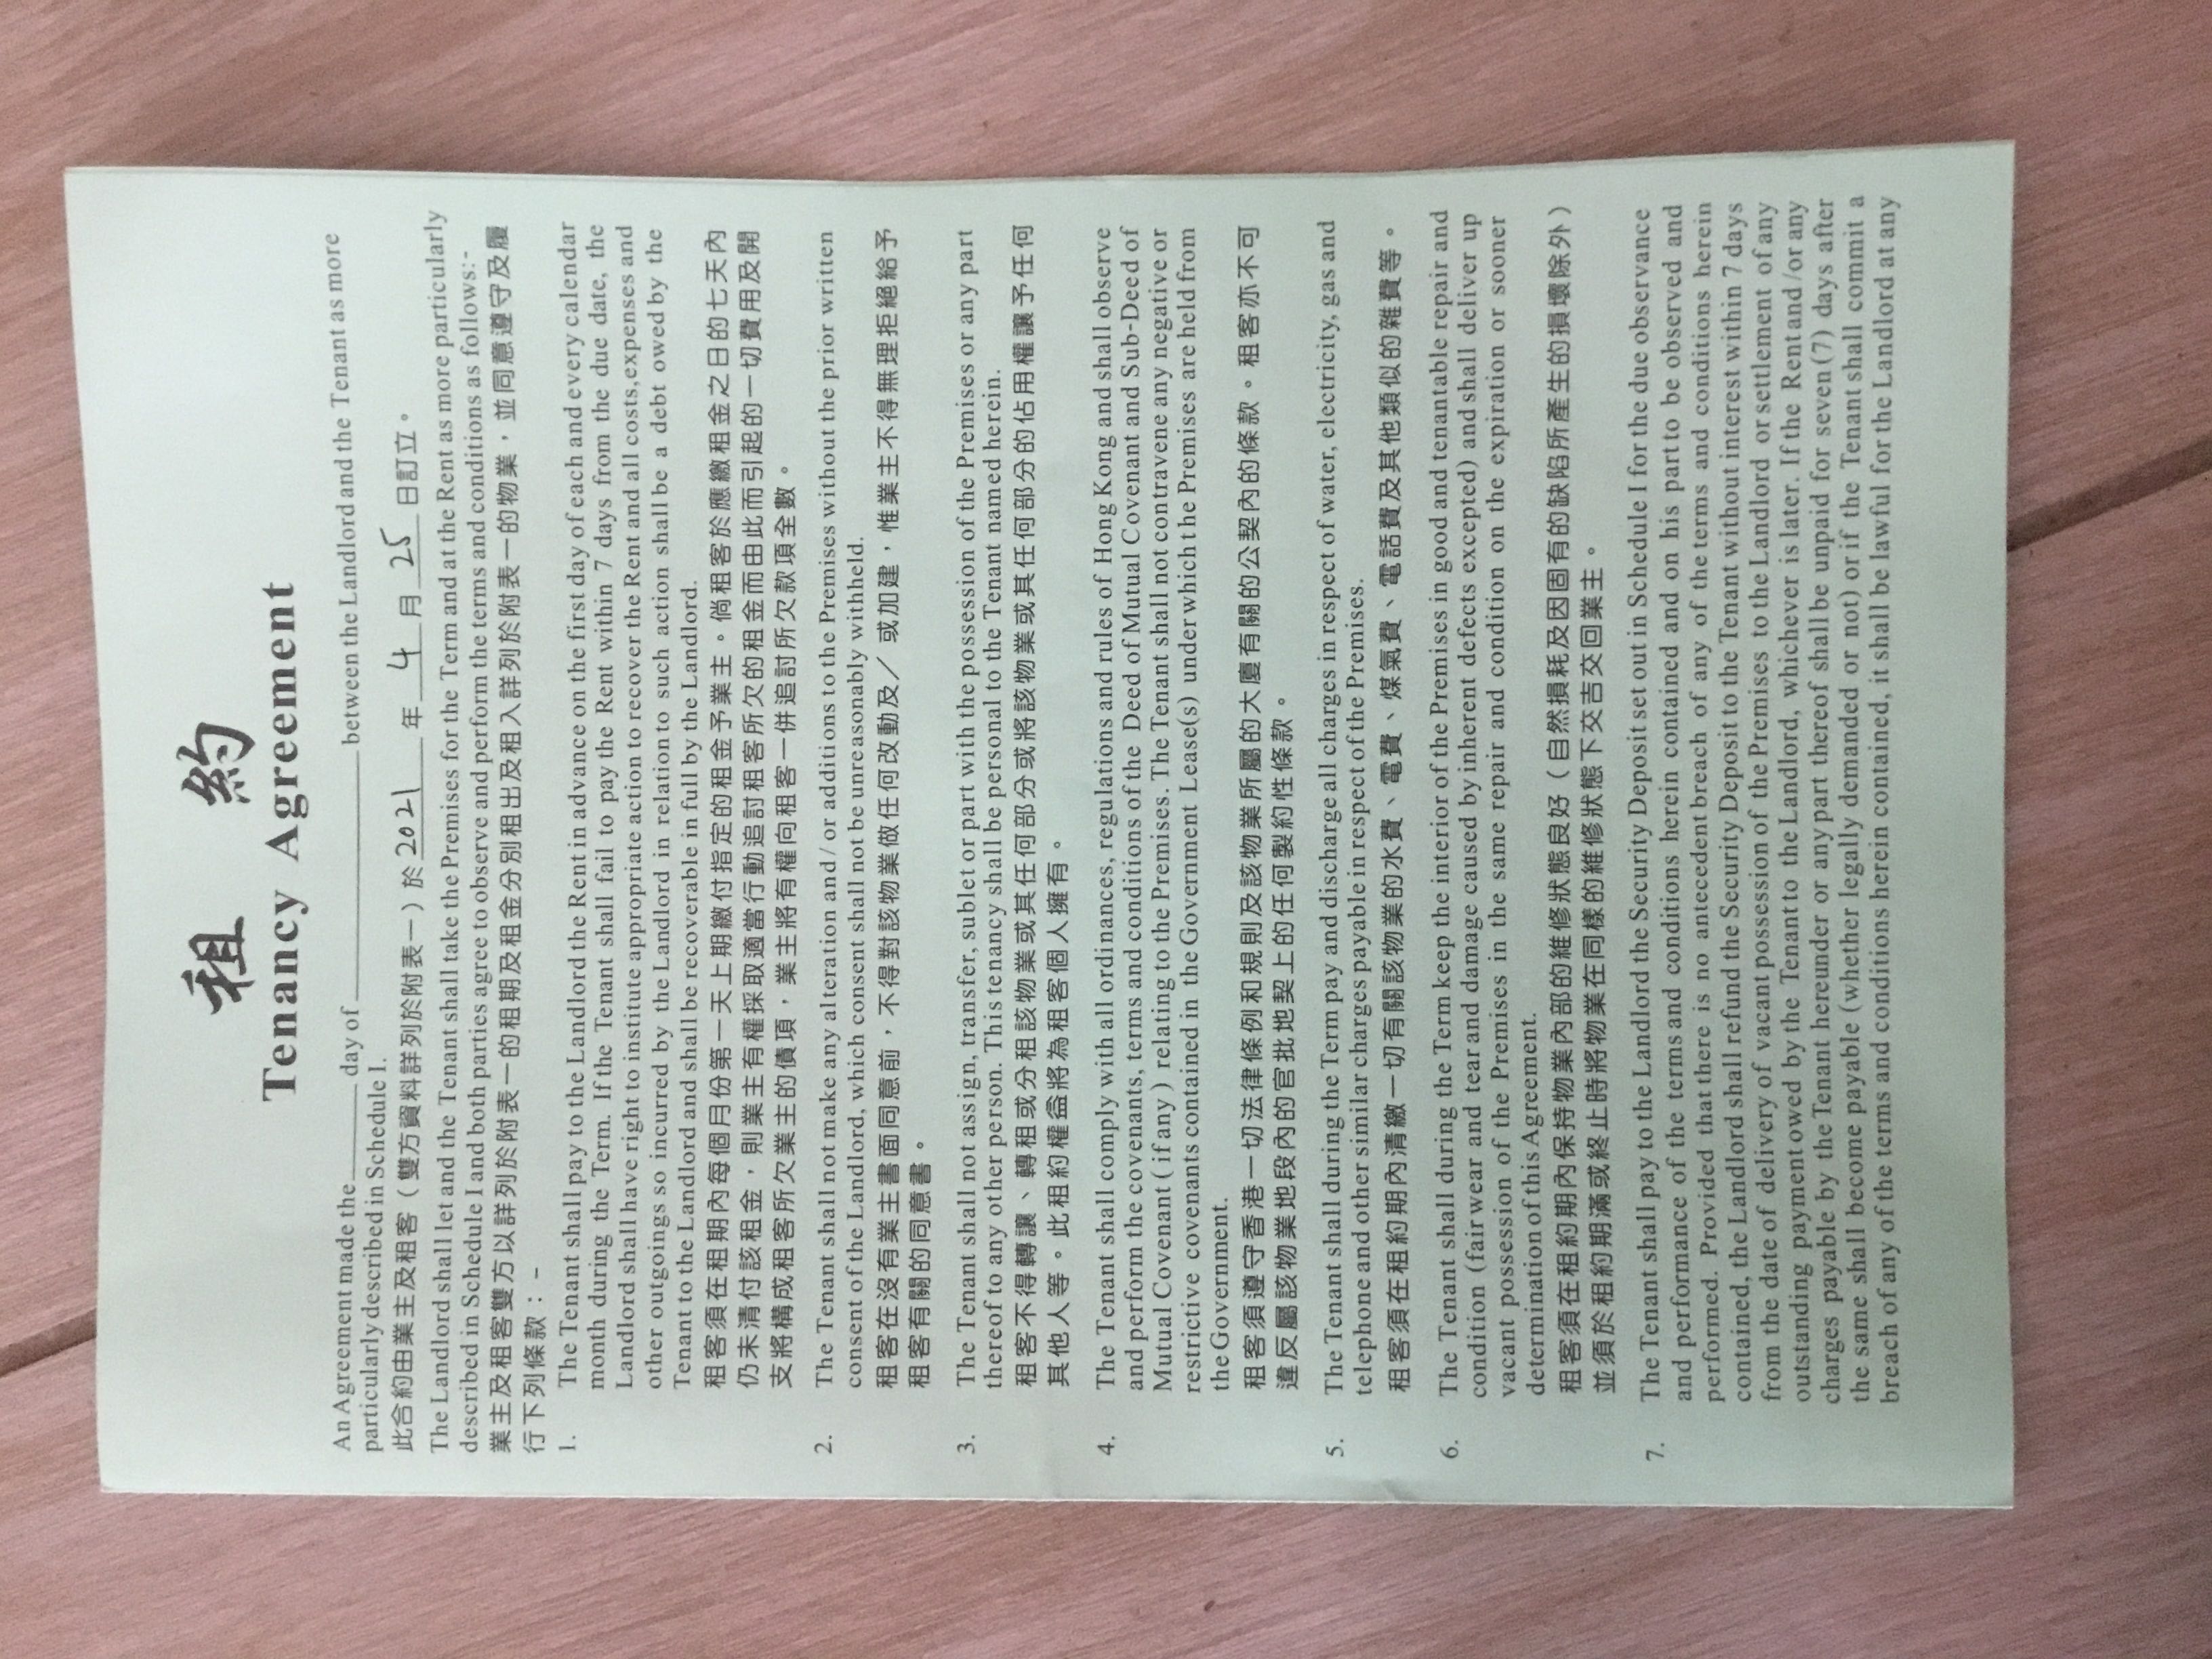 租 約
Tenancy Agreement
An Agreement made the ______ day of ______ between the Landlord and the Tenant as more
particularly described in Schedule I.
此合約由業主及租客（雙方資料詳列於附表一）於 2021 年 4 月 25 日訂立。
The Landlord shall let and the Tenant shall take the Premises for the Term and at the Rent as more particularly
described in Schedule I and both parties agree to observe and perform the terms and conditions as follows:-
業主及租客雙方以詳列於附表一的租期及租金分別租出及租入詳列於附表一的物業，並同意遵守及履
行下列條款：-
1. The Tenant shall pay to the Landlord the Rent in advance on the first day of each and every calendar
month during the Term. If the Tenant shall fail to pay the Rent within 7 days from the due date, the
Landlord shall have right to institute appropriate action to recover the Rent and all costs,expenses and
other outgoings so incurred by the Landlord in relation to such action shall be a debt owed by the
Tenant to the Landlord and shall be recoverable in full by the Landlord.
租客須在租期內每個月份第一天上期繳付指定的租金予業主。倘租客於應繳租金之日的七天內
仍未清付該租金，則業主有權採取適當行動追討租客所欠的租金而由此而引起的一切費用及開
支將構成租客所欠業主的債項，業主將有權向租客一併追討所欠款項全數。
2. The Tenant shall not make any alteration and/or additions to the Premises without the prior written
consent of the Landlord, which consent shall not be unreasonably withheld.
租客在沒有業主書面同意前，不得對該物業做任何改動及／或加建，惟業主不得無理拒絕給予
租客有關的同意書。
3. The Tenant shall not assign, transfer, sublet or part with the possession of the Premises or any part
thereof to any other person. This tenancy shall be personal to the Tenant named herein.
租客不得轉讓、轉租或分租該物業或其任何部分或將該物業或其任何部分的佔用權讓予任何
其他人等。此租約權益將為租客個人擁有。
4. The Tenant shall comply with all ordinances, regulations and rules of Hong Kong and shall observe
and perform the covenants, terms and conditions of the Deed of Mutual Covenant and Sub-Deed of
Mutual Covenant (if any) relating to the Premises. The Tenant shall not contravene any negative or
restrictive covenants contained in the Government Lease(s) under which the Premises are held from
the Government.
租客須遵守香港一切法律條例和規則及該物業所屬的大廈有關的公契內的條款。租客亦不可
違反屬該物業地段內的官批地契上的任何製約性條款。
5. The Tenant shall during the Term pay and discharge all charges in respect of water, electricity, gas and
telephone and other similar charges payable in respect of the Premises.
租客須在租約期內清繳一切有關該物業的水費、電費、煤氣費、電話費及其他類似的雜費等。
6. The Tenant shall during the Term keep the interior of the Premises in good and tenantable repair and
condition (fair wear and tear and damage caused by inherent defects excepted) and shall deliver up
vacant possession of the Premises in the same repair and condition on the expiration or sooner
determination of this Agreement.
租客須在租約期內保持物業內部的維修狀態良好（自然損耗及因固有的缺陷所產生的損壞除外）
並須於租約期滿或終止時將物業在同樣的維修狀態下交吉交回業主。
7. The Tenant shall pay to the Landlord the Security Deposit set out in Schedule I for the due observance
and performance of the terms and conditions herein contained and on his part to be observed and
performed. Provided that there is no antecedent breach of any of the terms and conditions herein
contained, the Landlord shall refund the Security Deposit to the Tenant without interest within 7 days
from the date of delivery of vacant possession of the Premises to the Landlord or settlement of any
outstanding payment owed by the Tenant to the Landlord, whichever is later. If the Rent and/or any
charges payable by the Tenant hereunder or any part thereof shall be unpaid for seven (7) days after
the same shall become payable (whether legally demanded or not) or if the Tenant shall commit a
breach of any of the terms and conditions herein contained, it shall be lawful for the Landlord at any